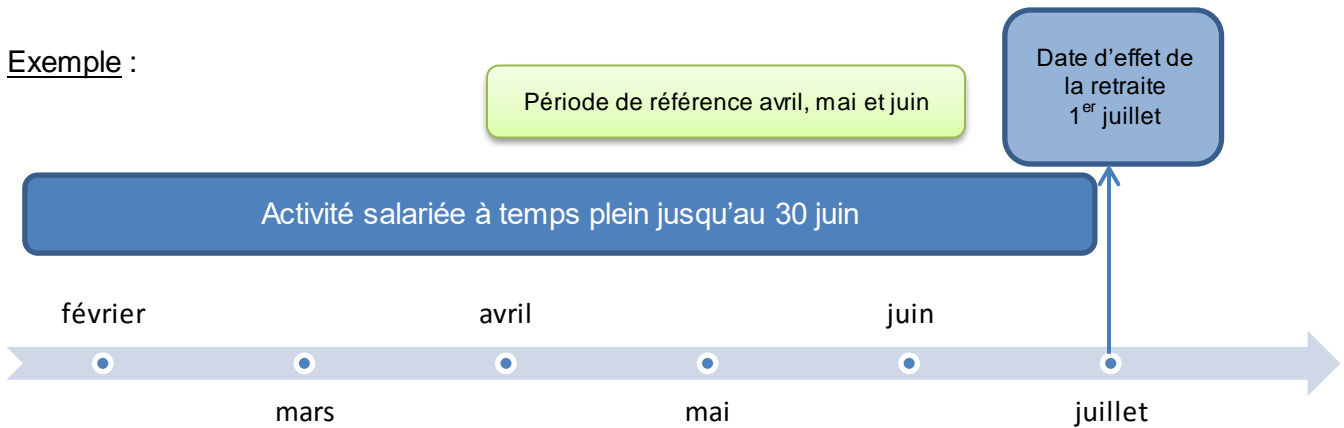 Exemple :
Période de référence avril, mai et juin
Date d'effet de
la retraite
1er juillet
Activité salariée à temps plein jusqu'au 30 juin
février
avril
juin
mars
mai
juillet